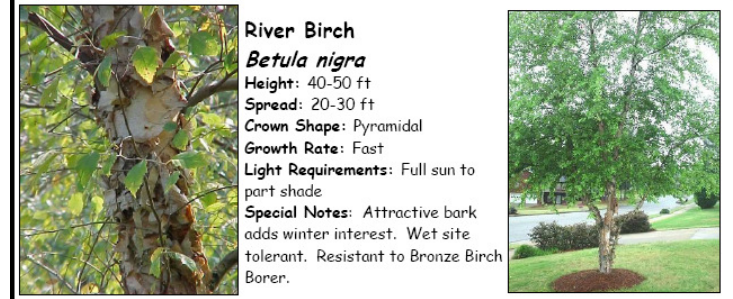 River Birch
Betula nigra
Height: 40-50 ft
Spread: 20-30 ft
Crown Shape: Pyramidal
Growth Rate: Fast
Light Requirements: Full sun to
part shade
Special Notes: Attractive bark
adds winter interest. Wet site
tolerant. Resistant to Bronze Birch
Borer.